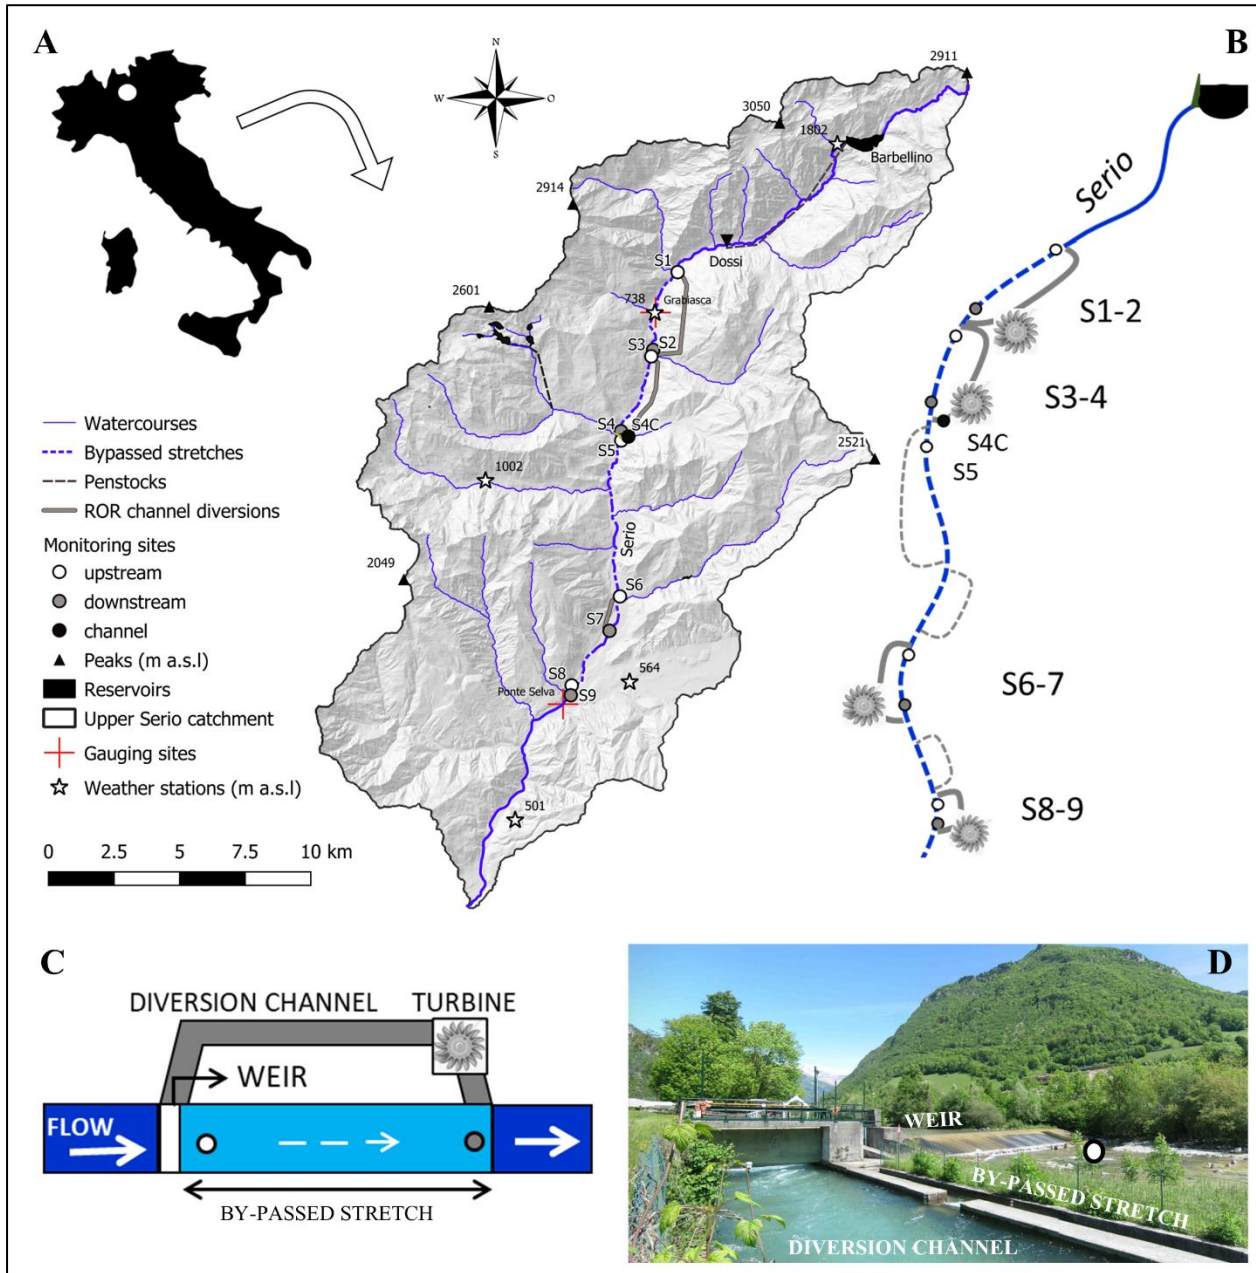 A
B
N
W
O
S
2911
3050
1802
Barbellino
2914
Serio
Dossi
S1
2601
738
Grabiasca
S1-2
S3
S2
S3-4
S4
S4C
S5
S4C
S5
2521
1002
Watercourses
Bypassed stretches
Penstocks
ROR channel diversions
Monitoring sites
upstream
downstream
channel
Peaks (m a.s.l)
Reservoirs
Upper Serio catchment
Gauging sites
Weather stations (m a.s.l)
Serio
2049
S6
S7
S6-7
S8
564
Ponte Selva
S9
S8-9
501
0 2.5 5 7.5 10 km
C
DIVERSION CHANNEL TURBINE
WEIR
FLOW
BY-PASSED STRETCH
D
WEIR
BY-PASSED STRETCH
DIVERSION CHANNEL